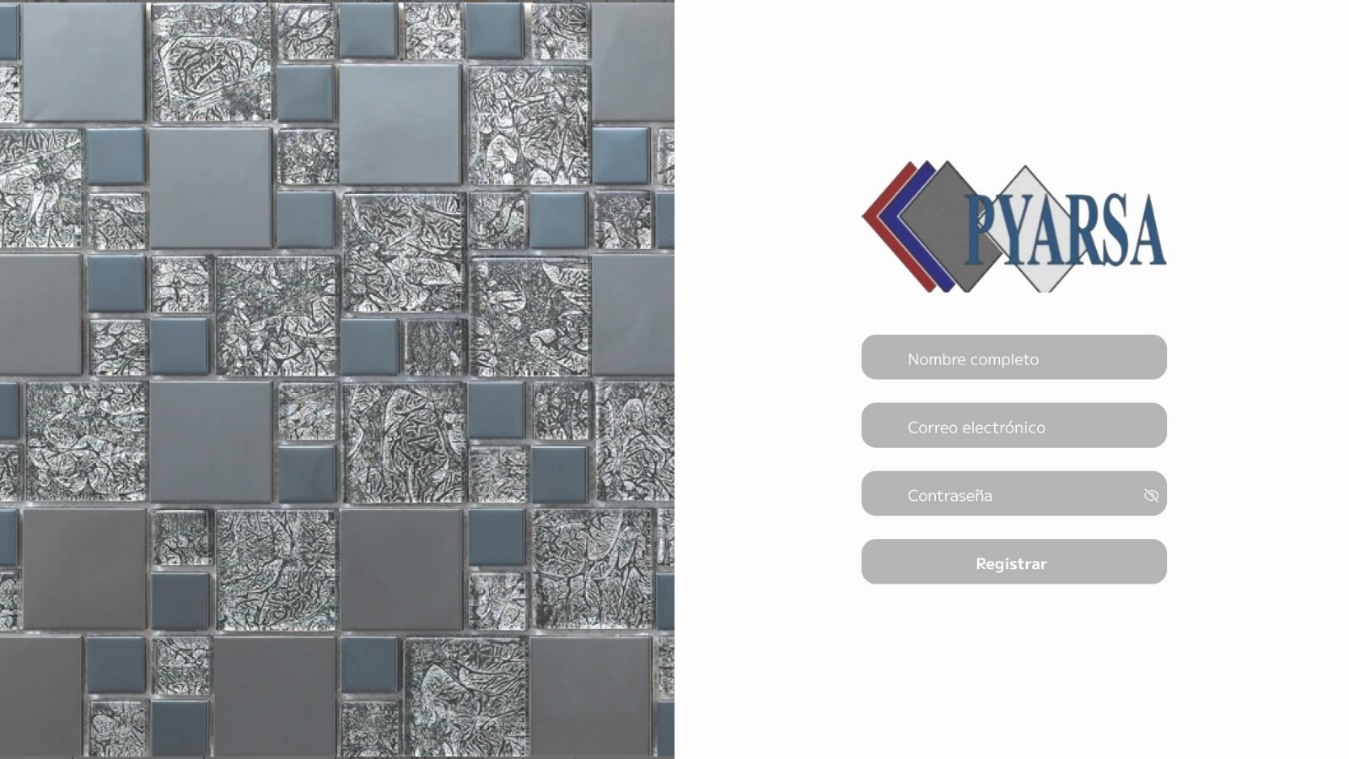 PYARSA
Nombre completo
Correo electrónico
Contraseña
Registrar